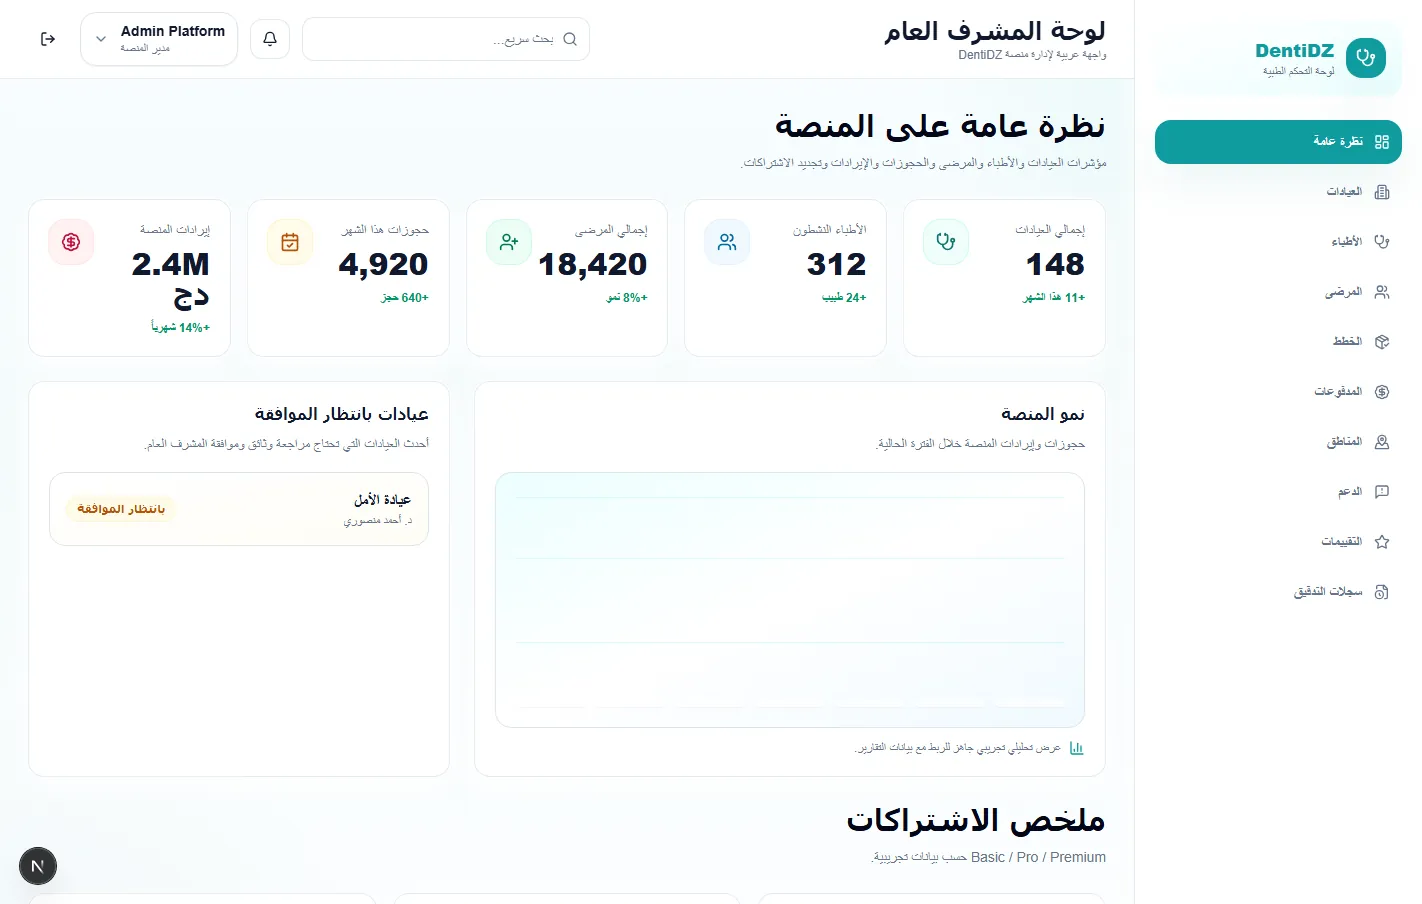 DentiDZ
لوحة التحكم الطبية
نظرة عامة
العيادات
الأطباء
المرضى
الخطط
المدفوعات
المناطق
الدعم
التقييمات
سجلات التدقيق
لوحة المشرف العام
واجهة عربية لإدارة منصة DentiDZ
بحث سريع...
Admin Platform
مدير المنصة
نظرة عامة على المنصة
مؤشرات العيادات والأطباء والمرضى والحجوزات والإيرادات وتجديد الاشتراكات.
إجمالي العيادات
148
+11 هذا الشهر
الأطباء النشطون
312
+24 طبيب
إجمالي المرضى
18,420
+8% نمو
حجوزات هذا الشهر
4,920
+640 حجز
إيرادات المنصة
2.4M
دج
+14% شهرياً
نمو المنصة
حجوزات وإيرادات المنصة خلال الفترة الحالية.
عرض تحليلي تجريبي جاهز للربط مع بيانات التقارير.
عيادات بانتظار الموافقة
أحدث العيادات التي تحتاج مراجعة وثائق وموافقة المشرف العام.
عيادة الأمل
د. أحمد منصوري
بانتظار الموافقة
ملخص الاشتراكات
Basic / Pro / Premium حسب بيانات تجريبية.
N